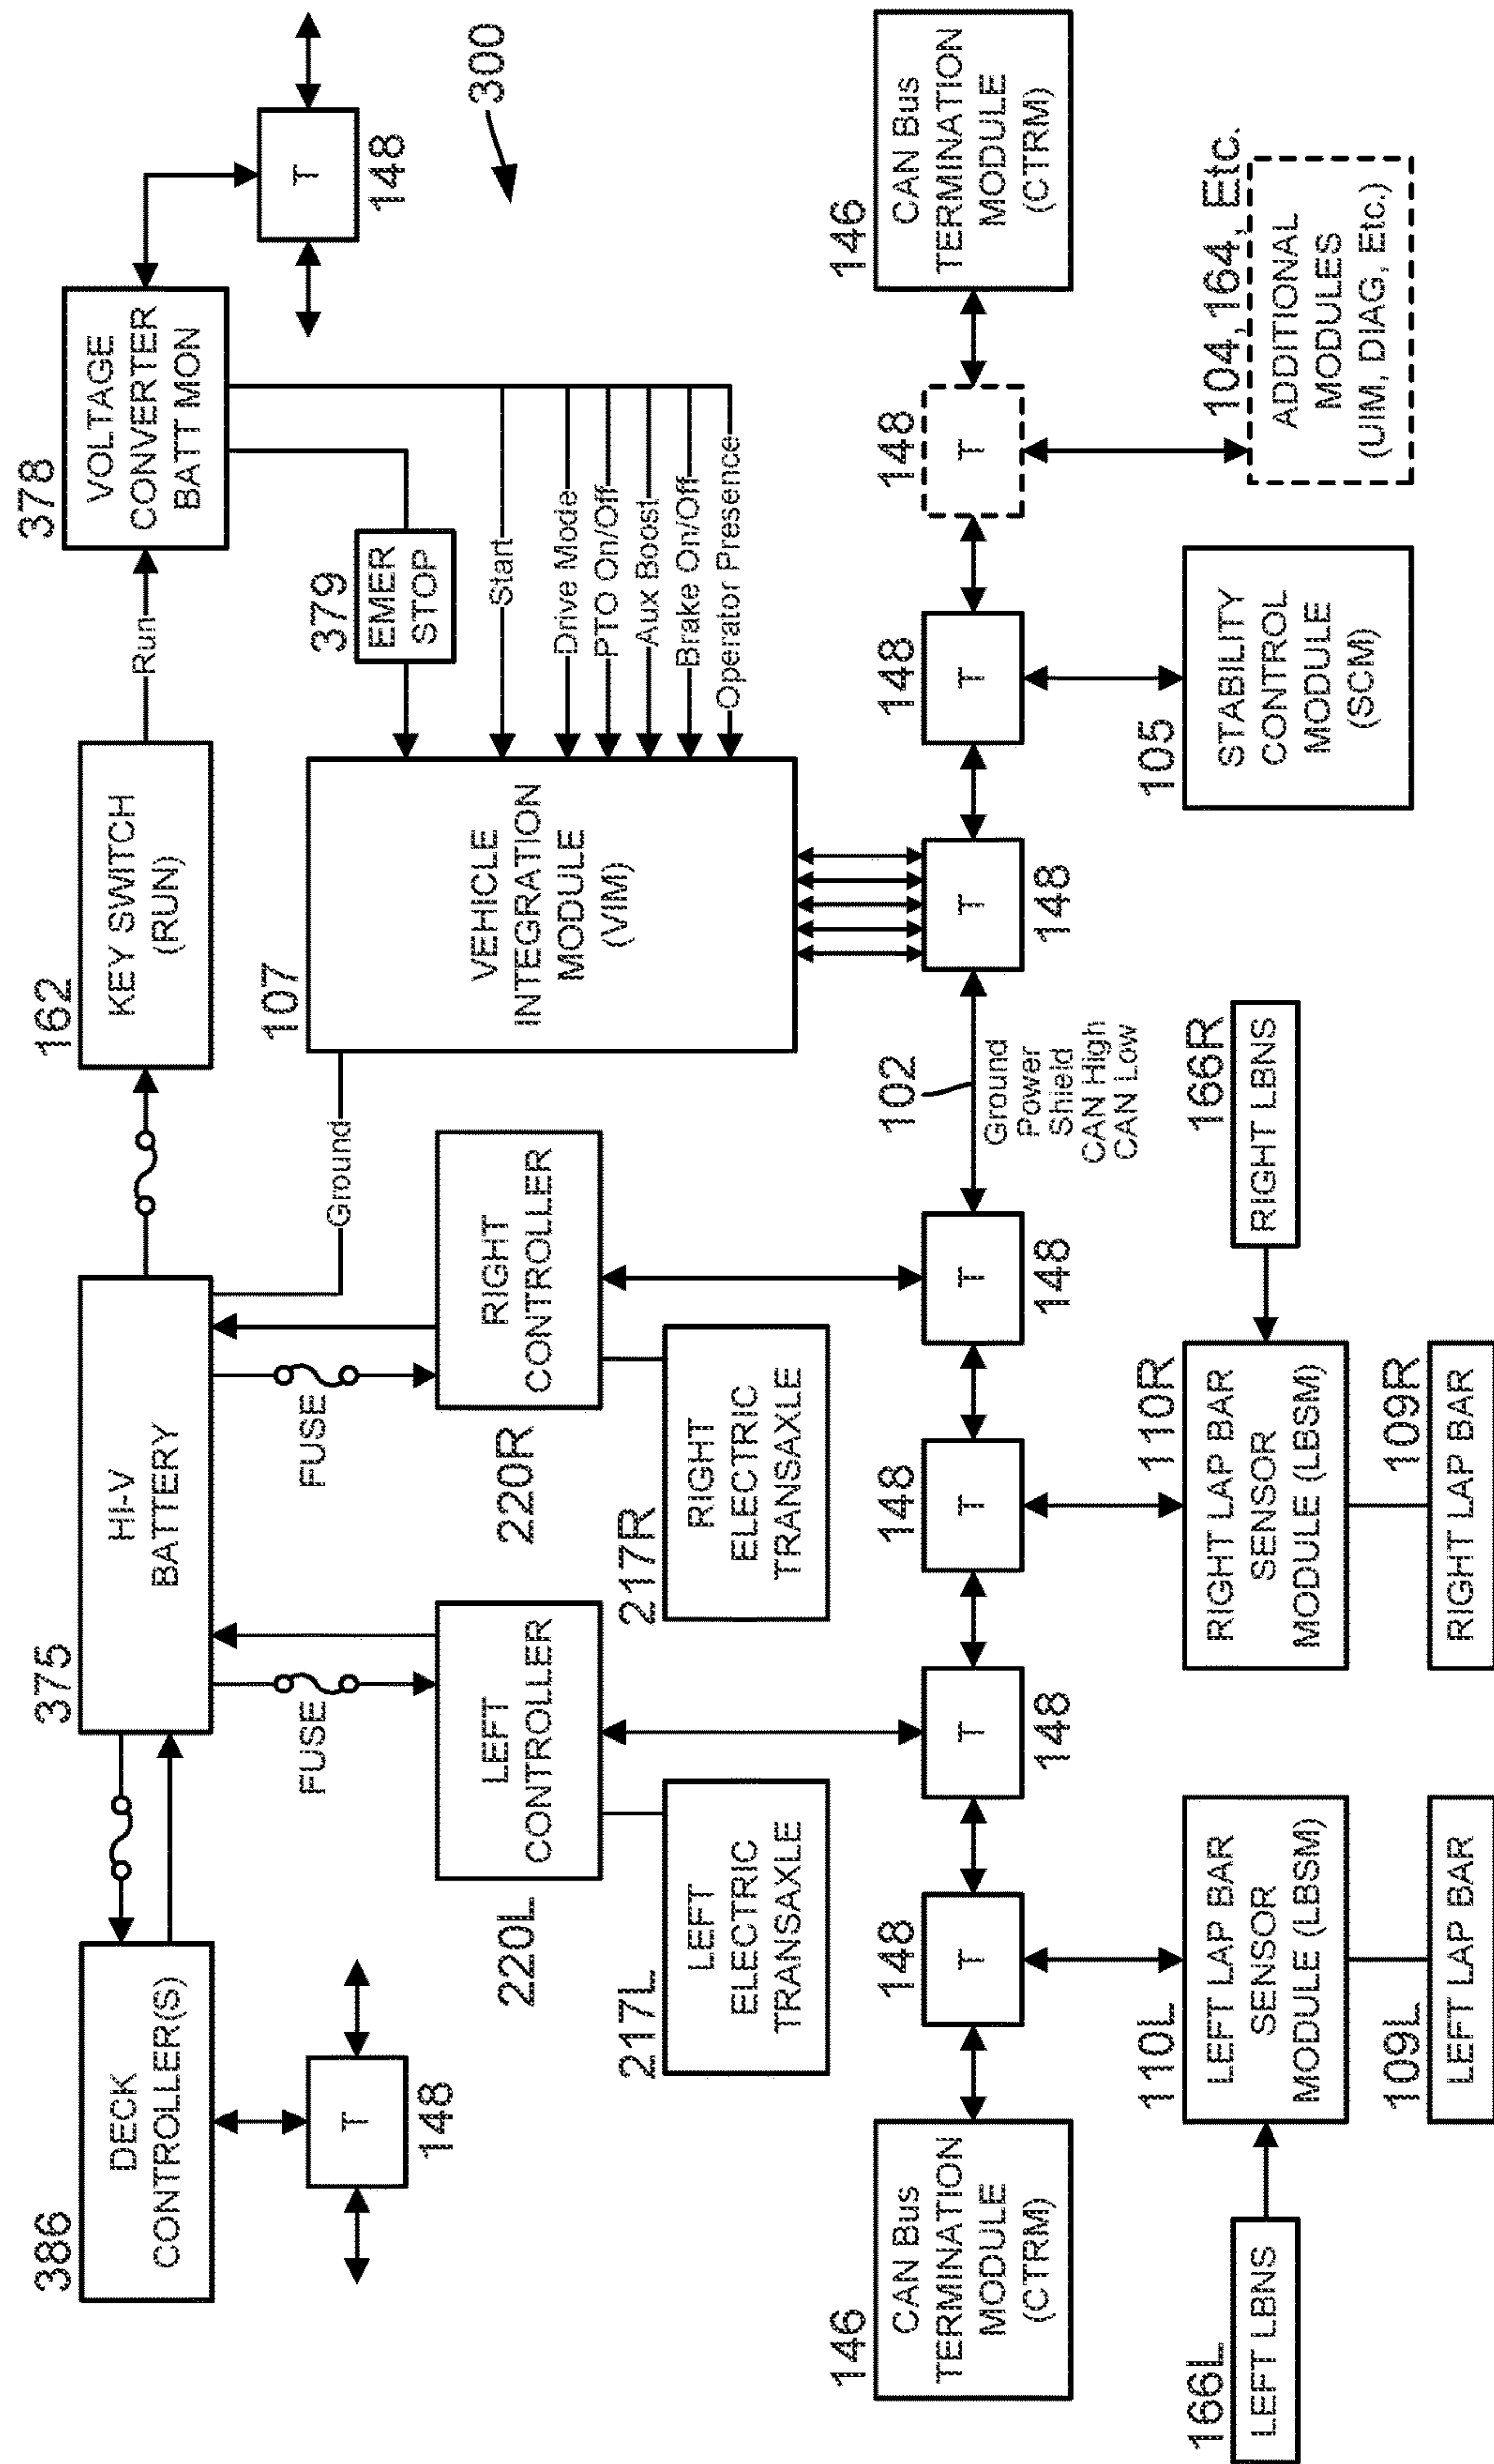 386
DECK
CONTROLLER(S)
148
T
375
HI-V
BATTERY
162
KEY SWITCH
(RUN)
Run
378
VOLTAGE
CONVERTER
BATT MON
T
148
300
FUSE
FUSE
Ground
379
EMER
STOP
Start
Drive Mode
PTO On/Off
Aux Boost
Brake On/Off
Operator Presence
107
VEHICLE
INTEGRATION
MODULE
(VIM)
220L
LEFT
CONTROLLER
220R
RIGHT
CONTROLLER
217L
LEFT
ELECTRIC
TRANSAXLE
217R
RIGHT
ELECTRIC
TRANSAXLE
146
CAN Bus
TERMINATION
MODULE
(CTRM)
148
T
T
148
148
T
T
148
102
Ground
Power
Shield
CAN High
CAN Low
T
148
148
T
148
T
146
CAN Bus
TERMINATION
MODULE
(CTRM)
166L
LEFT LBNS
110L
LEFT LAP BAR
SENSOR
MODULE (LBSM)
109L
LEFT LAP BAR
110R
RIGHT LAP BAR
SENSOR
MODULE (LBSM)
109R
RIGHT LAP BAR
166R
RIGHT LBNS
105
STABILITY
CONTROL
MODULE
(SCM)
104, 164, Etc.
ADDITIONAL
MODULES
(UIM, DIAG, Etc.)